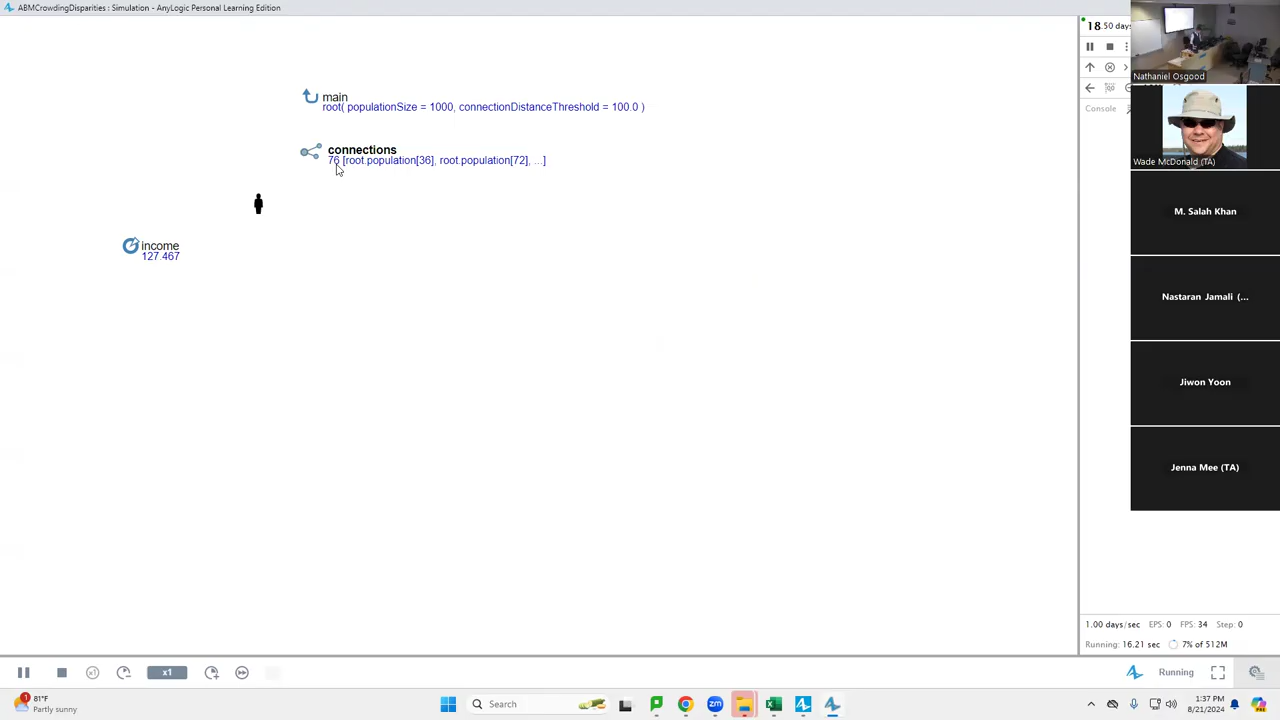 ABMCrowdingDisparities : Simulation - AnyLogic Personal Learning Edition
18.50 days
main
root( populationSize = 1000, connectionDistanceThreshold = 100.0 )
connections
76 [root.population[36], root.population[72], ...]
income
127.467
Console
Nathaniel Osgood
Wade McDonald (TA)
M. Salah Khan
Nastaran Jamali (...
Jiwon Yoon
Jenna Mee (TA)
1.00 days/sec EPS: 0 FPS: 34 Step: 0
Running: 16.21 sec 7% of 512M
x1
x1
Running
1
81°F
Partly sunny
Search
zm
1:37 PM
8/21/2024